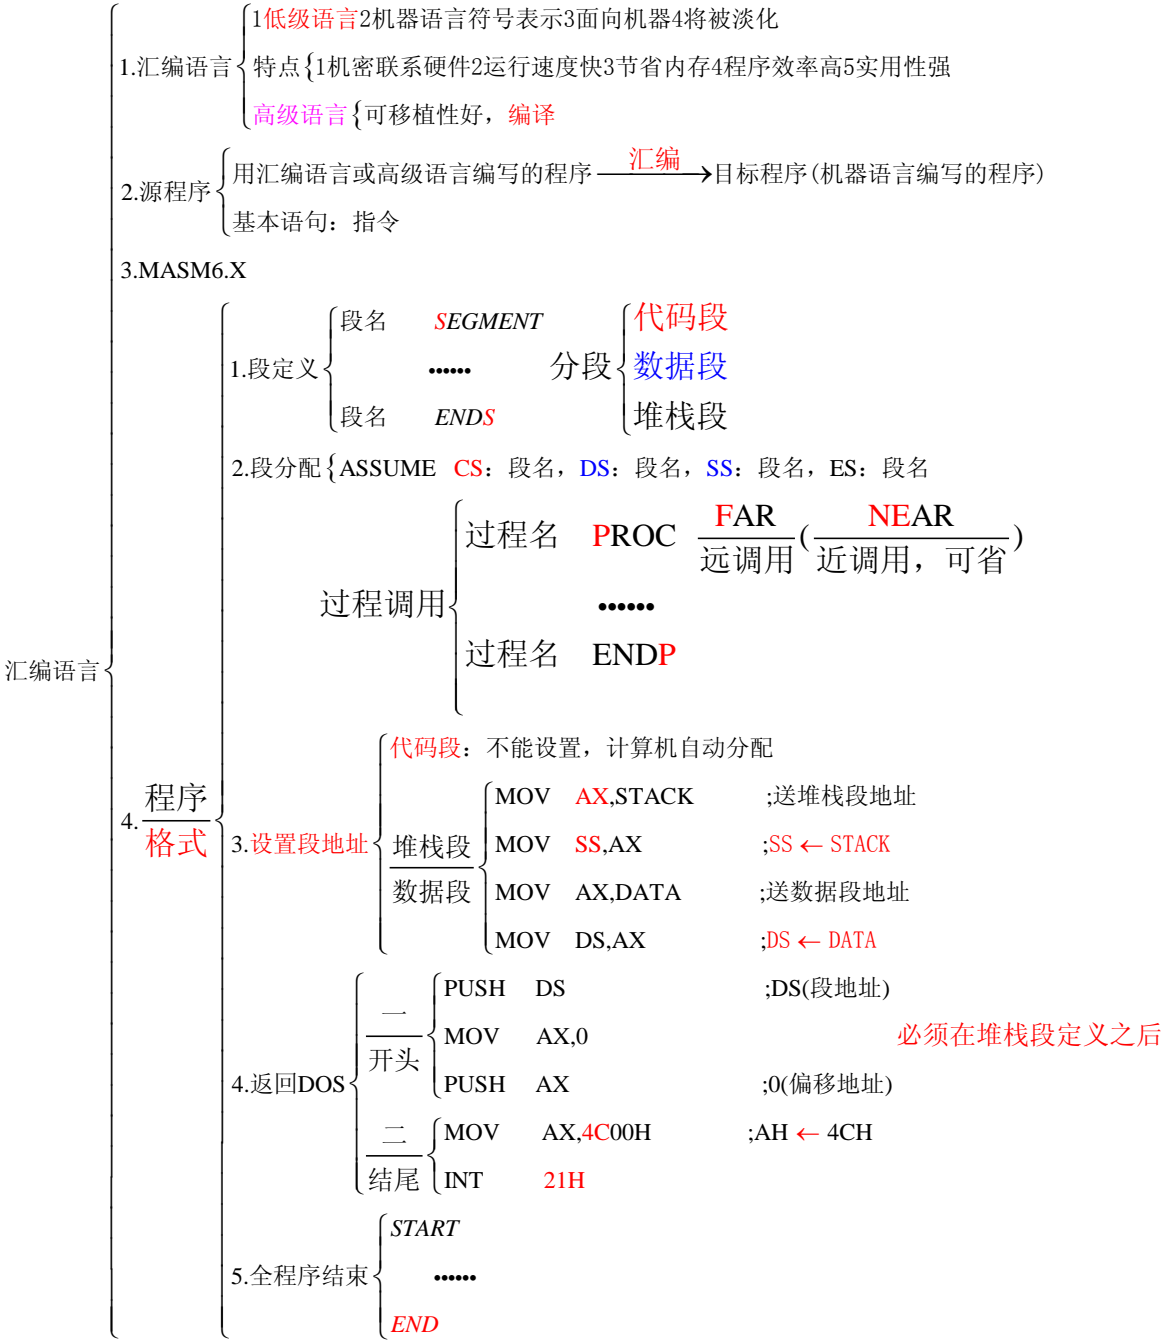 1低级语言2机器语言符号表示3面向机器4将被淡化
1.汇编语言
特点{1机密联系硬件2运行速度快3节省内存4程序效率高5实用性强
高级语言{可移植性好，编译
2.源程序
用汇编语言或高级语言编写的程序 汇编 → 目标程序(机器语言编写的程序)
基本语句：指令
3.MASM6.X
1.段定义
段名 SEGMENT
......
段名 ENDS
分段
代码段
数据段
堆栈段
2.段分配{ASSUME CS：段名，DS：段名，SS：段名，ES：段名
过程调用
过程名 PROC FAR (NEAR)
远调用 近调用，可省
......
过程名 ENDP
汇编语言
4.程序
格式
3.设置段地址
代码段：不能设置，计算机自动分配
堆栈段
数据段
MOV AX,STACK ;送堆栈段地址
MOV SS,AX ;SS ← STACK
MOV AX,DATA ;送数据段地址
MOV DS,AX ;DS ← DATA
4.返回DOS
一
开头
PUSH DS ;DS(段地址)
MOV AX,0 必须在堆栈段定义之后
PUSH AX ;0(偏移地址)
二
结尾
MOV AX,4C00H ;AH ← 4CH
INT 21H
5.全程序结束
START
......
END